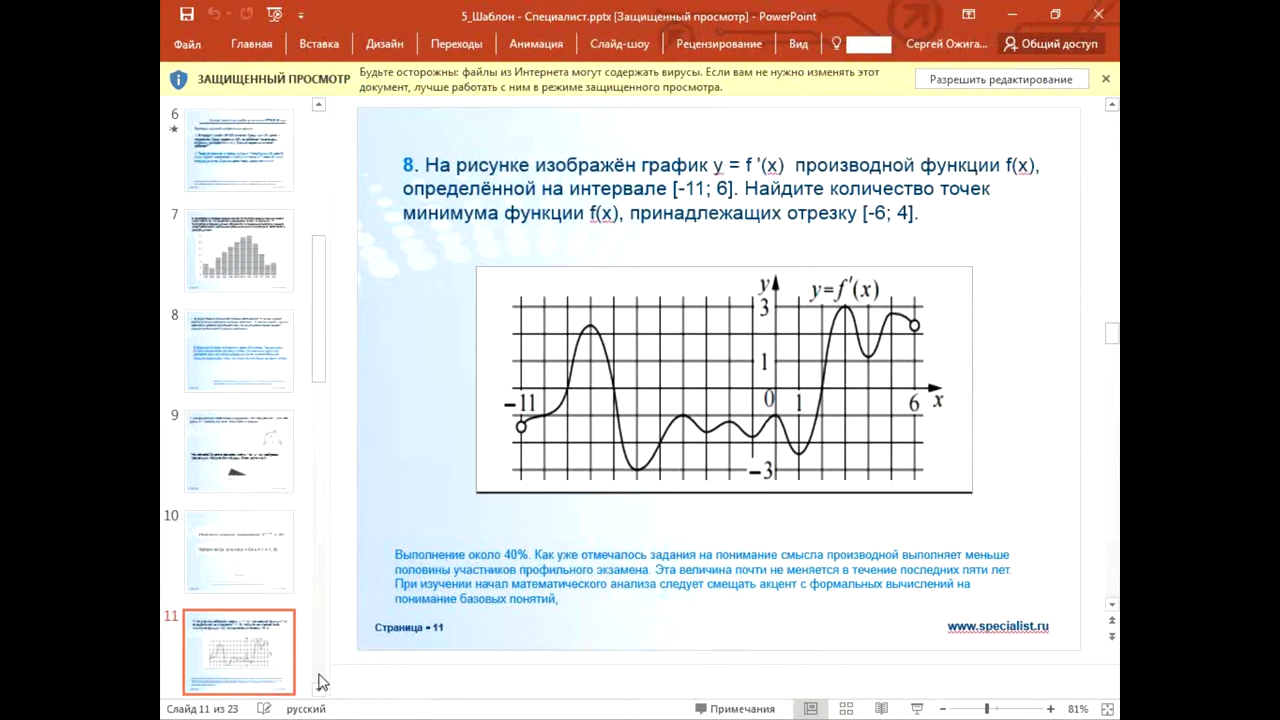 5_Шаблон - Специалист.pptx [Защищенный просмотр] - PowerPoint
Файл Главная Вставка Дизайн Переходы Анимация Слайд-шоу Рецензирование Вид Сергей Ожига... Общий доступ
ЗАЩИЩЕННЫЙ ПРОСМОТР
Будьте осторожны: файлы из Интернета могут содержать вирусы. Если вам не нужно изменять этот
документ, лучше работать с ним в режиме защищенного просмотра.
Разрешить редактирование
6
7
8
9
10
11
8. На рисунке изображён график y = f '(x) производной функции f(x),
определённой на интервале [-11; 6]. Найдите количество точек
минимума функции f(x), принадлежащих отрезку [-6; 4].
y
y=f'(x)
3
1
0
-11
1
6
x
-3
Выполнение около 40%. Как уже отмечалось задания на понимание смысла производной выполняет меньше
половины участников профильного экзамена. Эта величина почти не меняется в течение последних пяти лет.
При изучении начал математического анализа следует смещать акцент с формальных вычислений на
понимание базовых понятий,
Страница ▪ 11
www.specialist.ru
Слайд 11 из 23 русский Примечания 81%